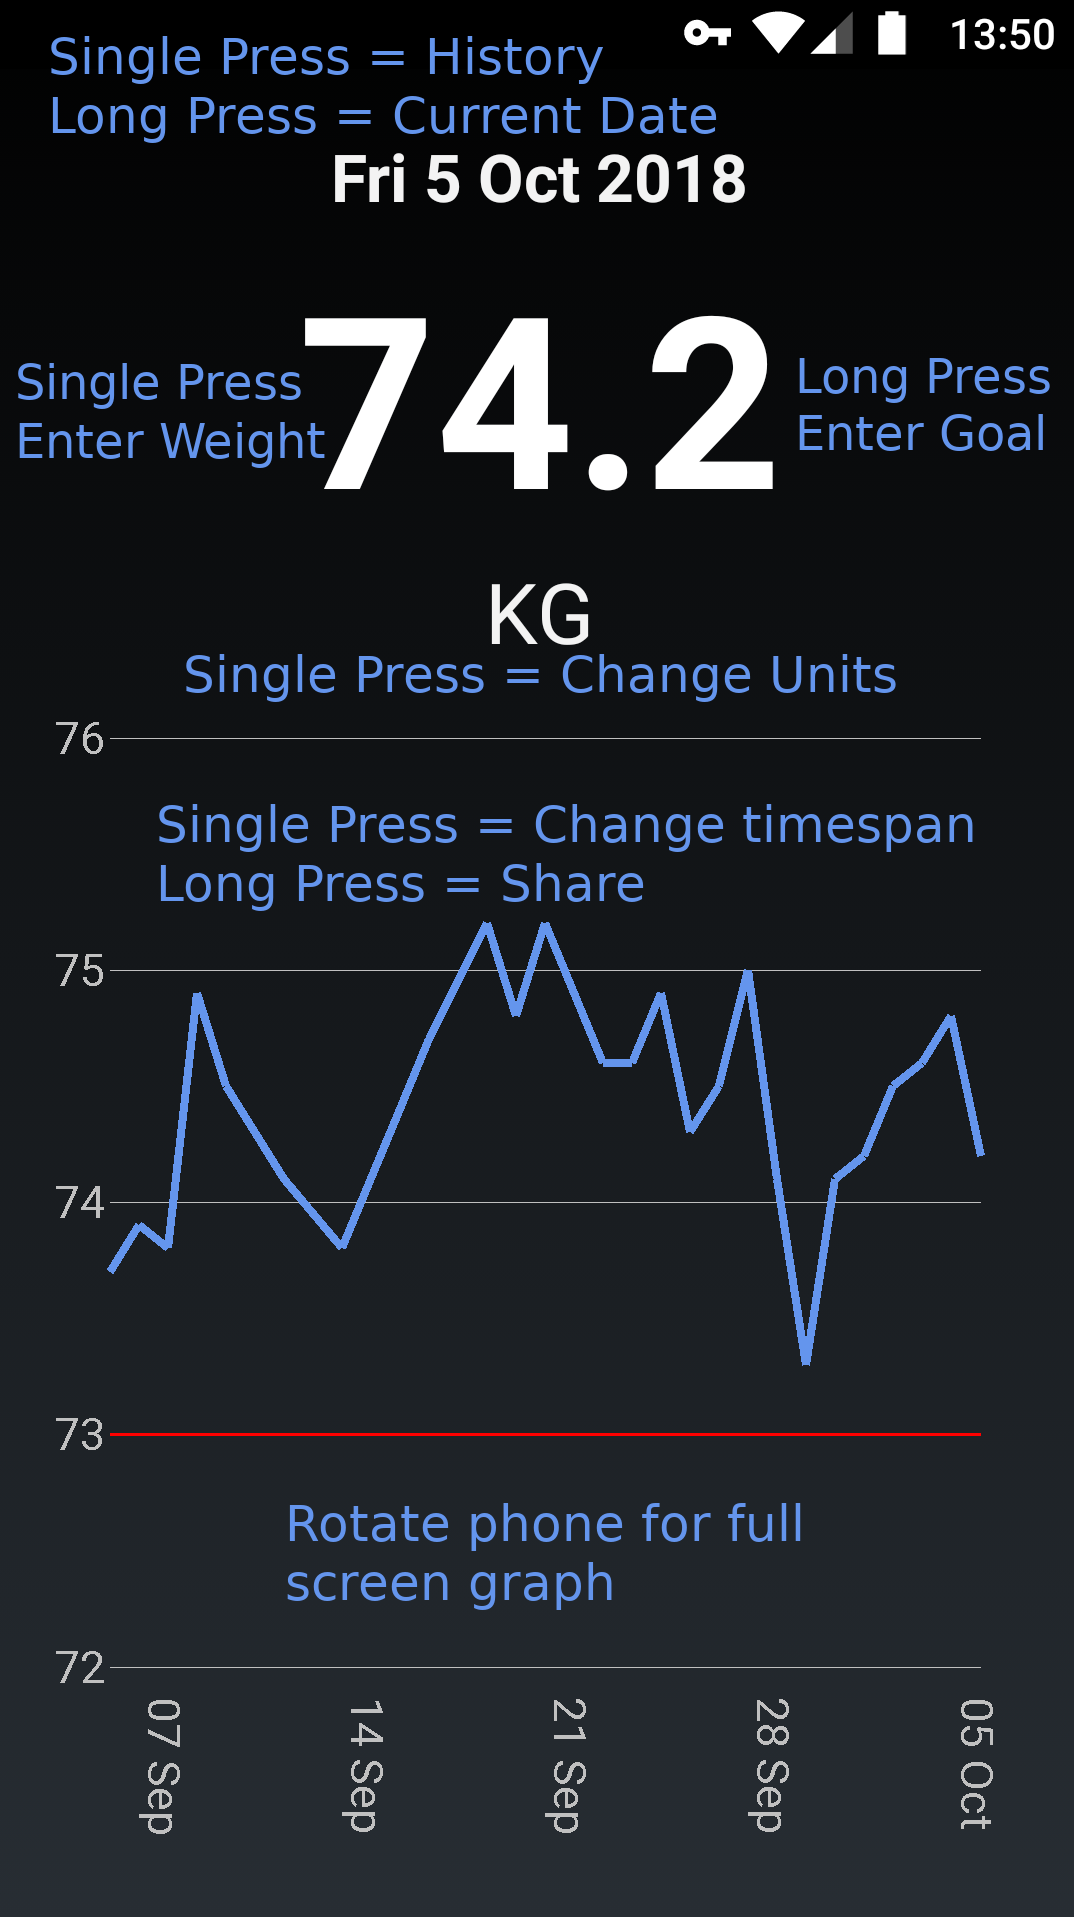 13:50
Single Press = History
Long Press = Current Date
Fri 5 Oct 2018
74.2
Single Press
Enter Weight
Long Press
Enter Goal
KG
Single Press = Change Units
76
Single Press = Change timespan
Long Press = Share
75
74
73
Rotate phone for full
screen graph
72
07 Sep
14 Sep
21 Sep
28 Sep
05 Oct